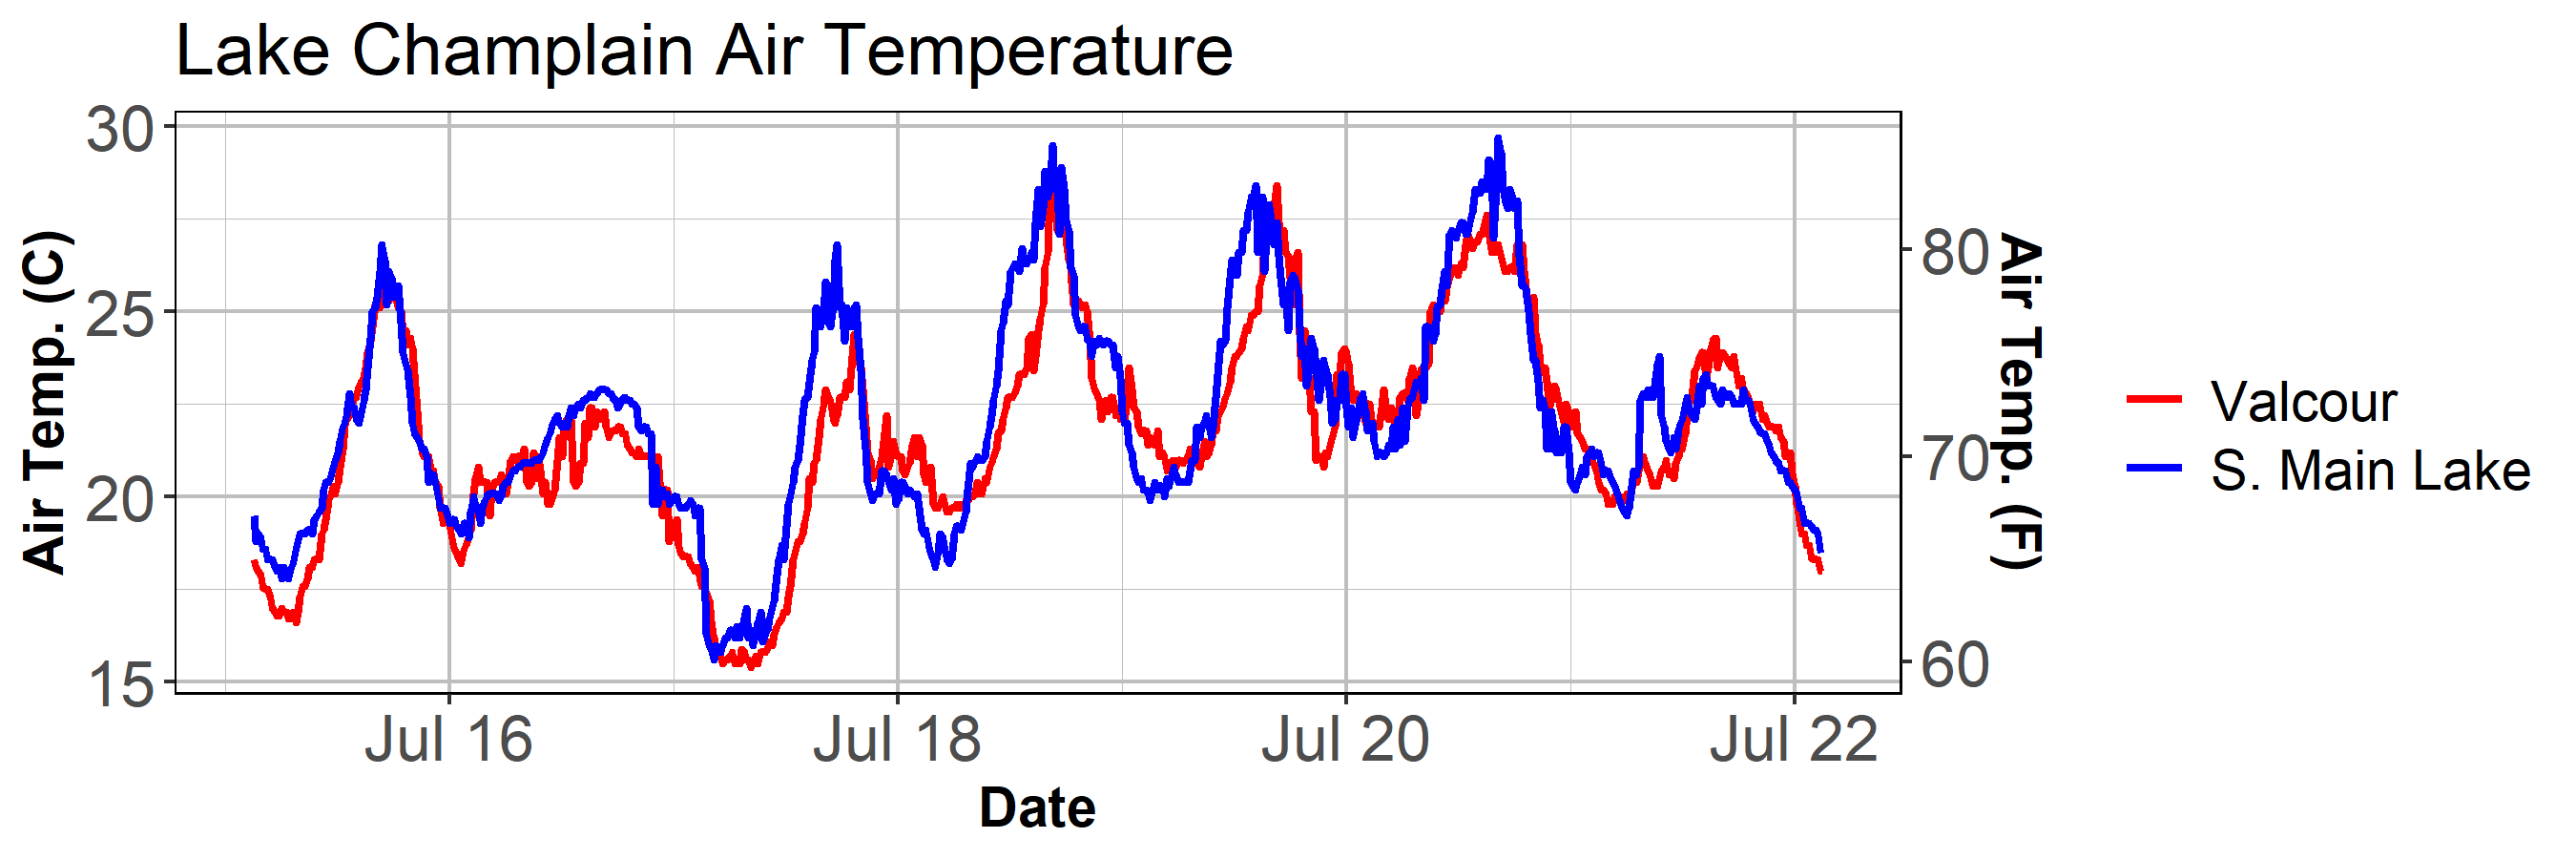 Lake Champlain Air Temperature
Air Temp. (C)
30
25
20
15
80
70
60
Air Temp. (F)
Jul 16
Jul 18
Jul 20
Jul 22
Date
Valcour
S. Main Lake